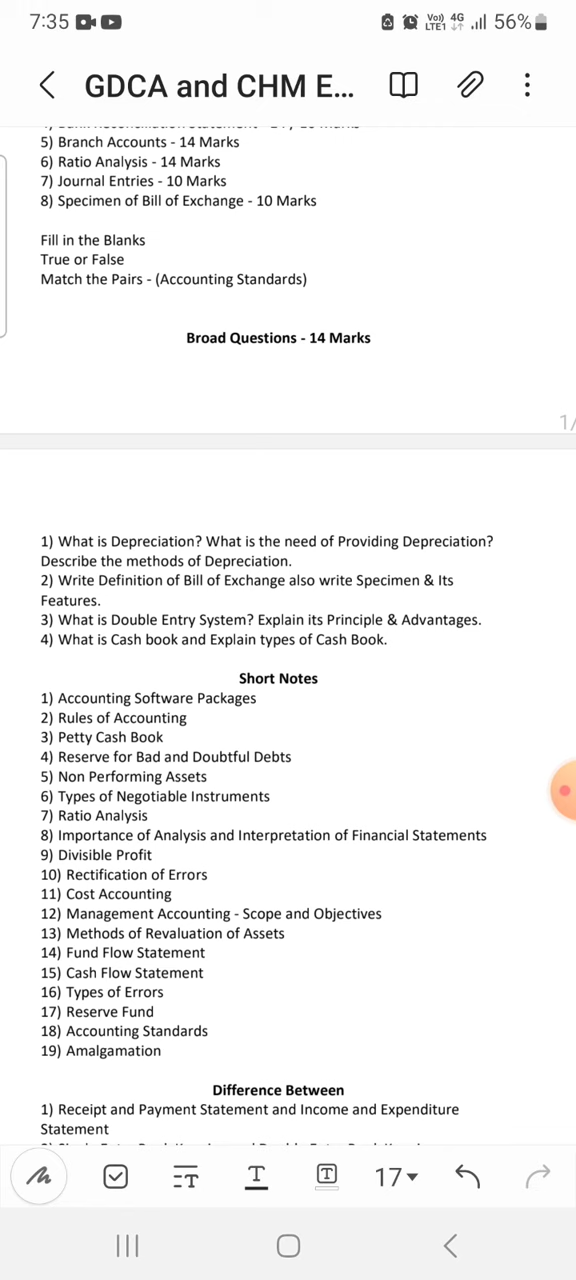 7:35
Vo)) 4G
LTE1
56%
GDCA and CHM E...
5) Branch Accounts - 14 Marks
6) Ratio Analysis - 14 Marks
7) Journal Entries - 10 Marks
8) Specimen of Bill of Exchange - 10 Marks
Fill in the Blanks
True or False
Match the Pairs - (Accounting Standards)
Broad Questions - 14 Marks
1/
1) What is Depreciation? What is the need of Providing Depreciation?
Describe the methods of Depreciation.
2) Write Definition of Bill of Exchange also write Specimen & Its
Features.
3) What is Double Entry System? Explain its Principle & Advantages.
4) What is Cash book and Explain types of Cash Book.
Short Notes
1) Accounting Software Packages
2) Rules of Accounting
3) Petty Cash Book
4) Reserve for Bad and Doubtful Debts
5) Non Performing Assets
6) Types of Negotiable Instruments
7) Ratio Analysis
8) Importance of Analysis and Interpretation of Financial Statements
9) Divisible Profit
10) Rectification of Errors
11) Cost Accounting
12) Management Accounting - Scope and Objectives
13) Methods of Revaluation of Assets
14) Fund Flow Statement
15) Cash Flow Statement
16) Types of Errors
17) Reserve Fund
18) Accounting Standards
19) Amalgamation
Difference Between
1) Receipt and Payment Statement and Income and Expenditure
Statement
T
T
T
17